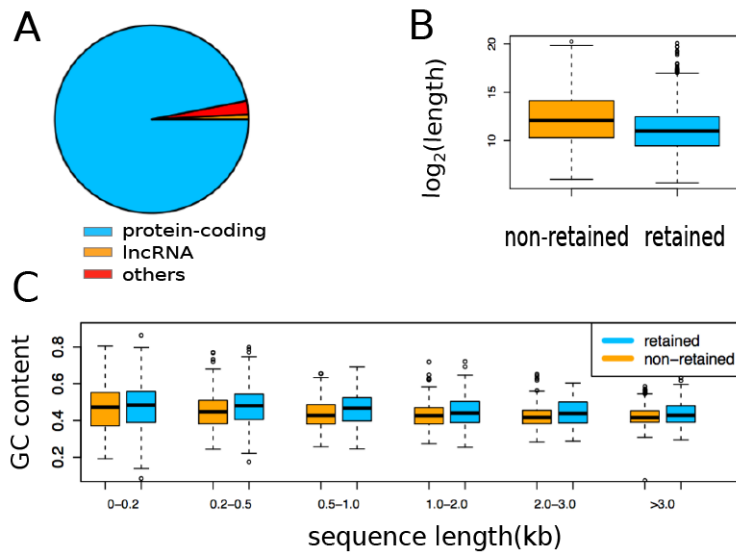 A
protein-coding
lncRNA
others
B
log2(length)
20
15
10
non-retained retained
C
GC content
0.8
0.6
0.4
0.2
retained
non-retained
0-0.2 0.2-0.5 0.5-1.0 1.0-2.0 2.0-3.0 >3.0
sequence length(kb)